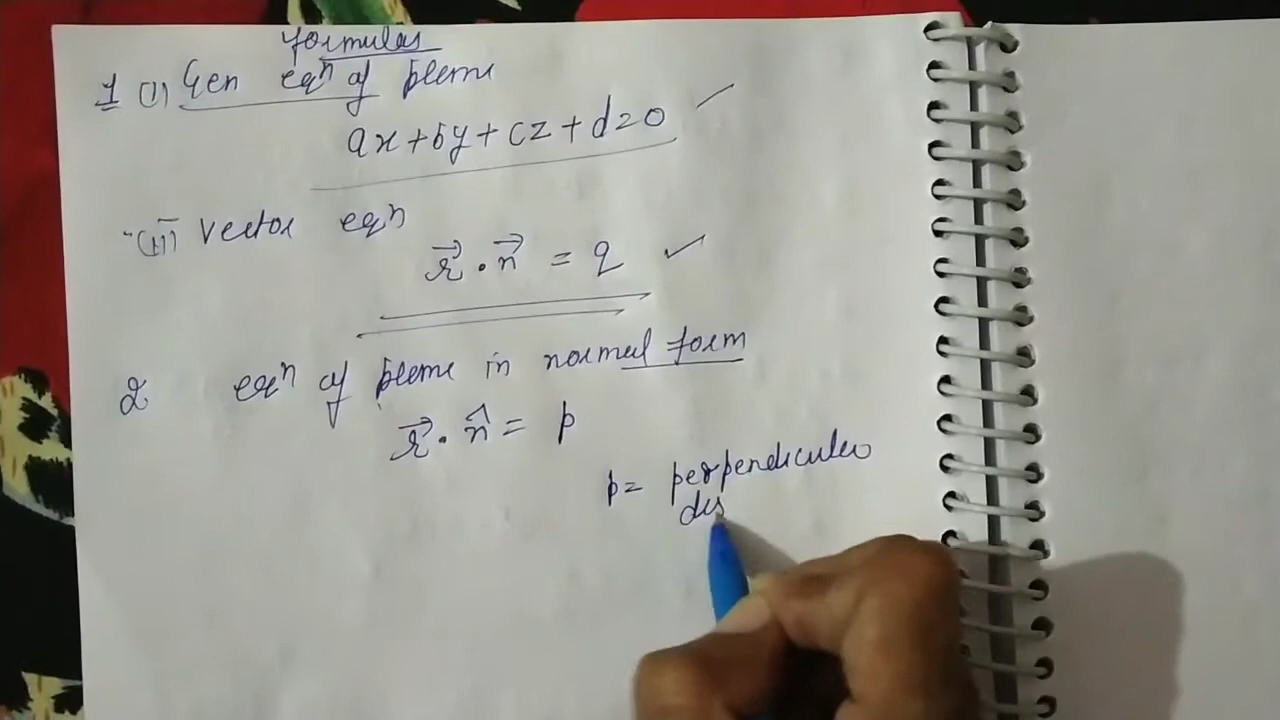 formulas
1 (i) Gen eqⁿ of plane
ax + by + cz + d = 0
(ii) Vector eqⁿ
r⃗ . n⃗ = q
2 eqⁿ of plane in normal form
r⃗ . n̂ = p
p = perpendicular
dis